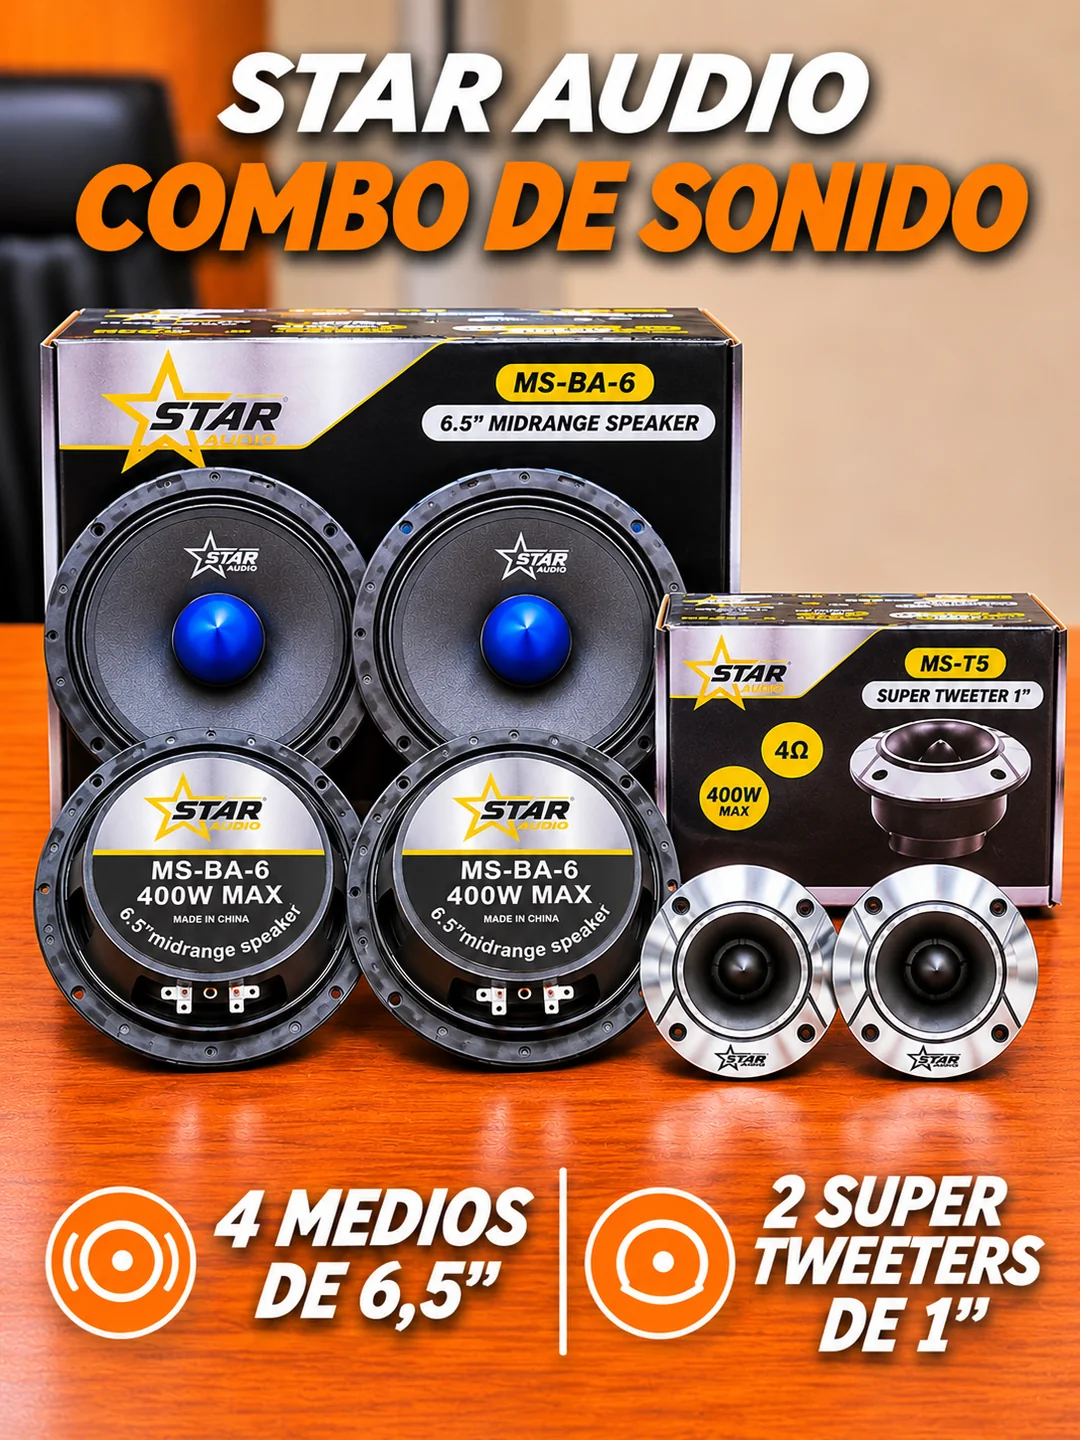 STAR AUDIO
COMBO DE SONIDO
STAR
AUDIO
MS-BA-6
6.5” MIDRANGE SPEAKER
STAR
AUDIO
STAR
AUDIO
STAR
AUDIO
MS-T5
SUPER TWEETER 1”
4Ω
400W
MAX
STAR
AUDIO
MS-BA-6
400W MAX
MADE IN CHINA
6.5”midrange speaker
STAR
AUDIO
MS-BA-6
400W MAX
MADE IN CHINA
6.5”midrange speaker
STAR
AUDIO
STAR
AUDIO
4 MEDIOS
DE 6,5”
2 SUPER
TWEETERS
DE 1”